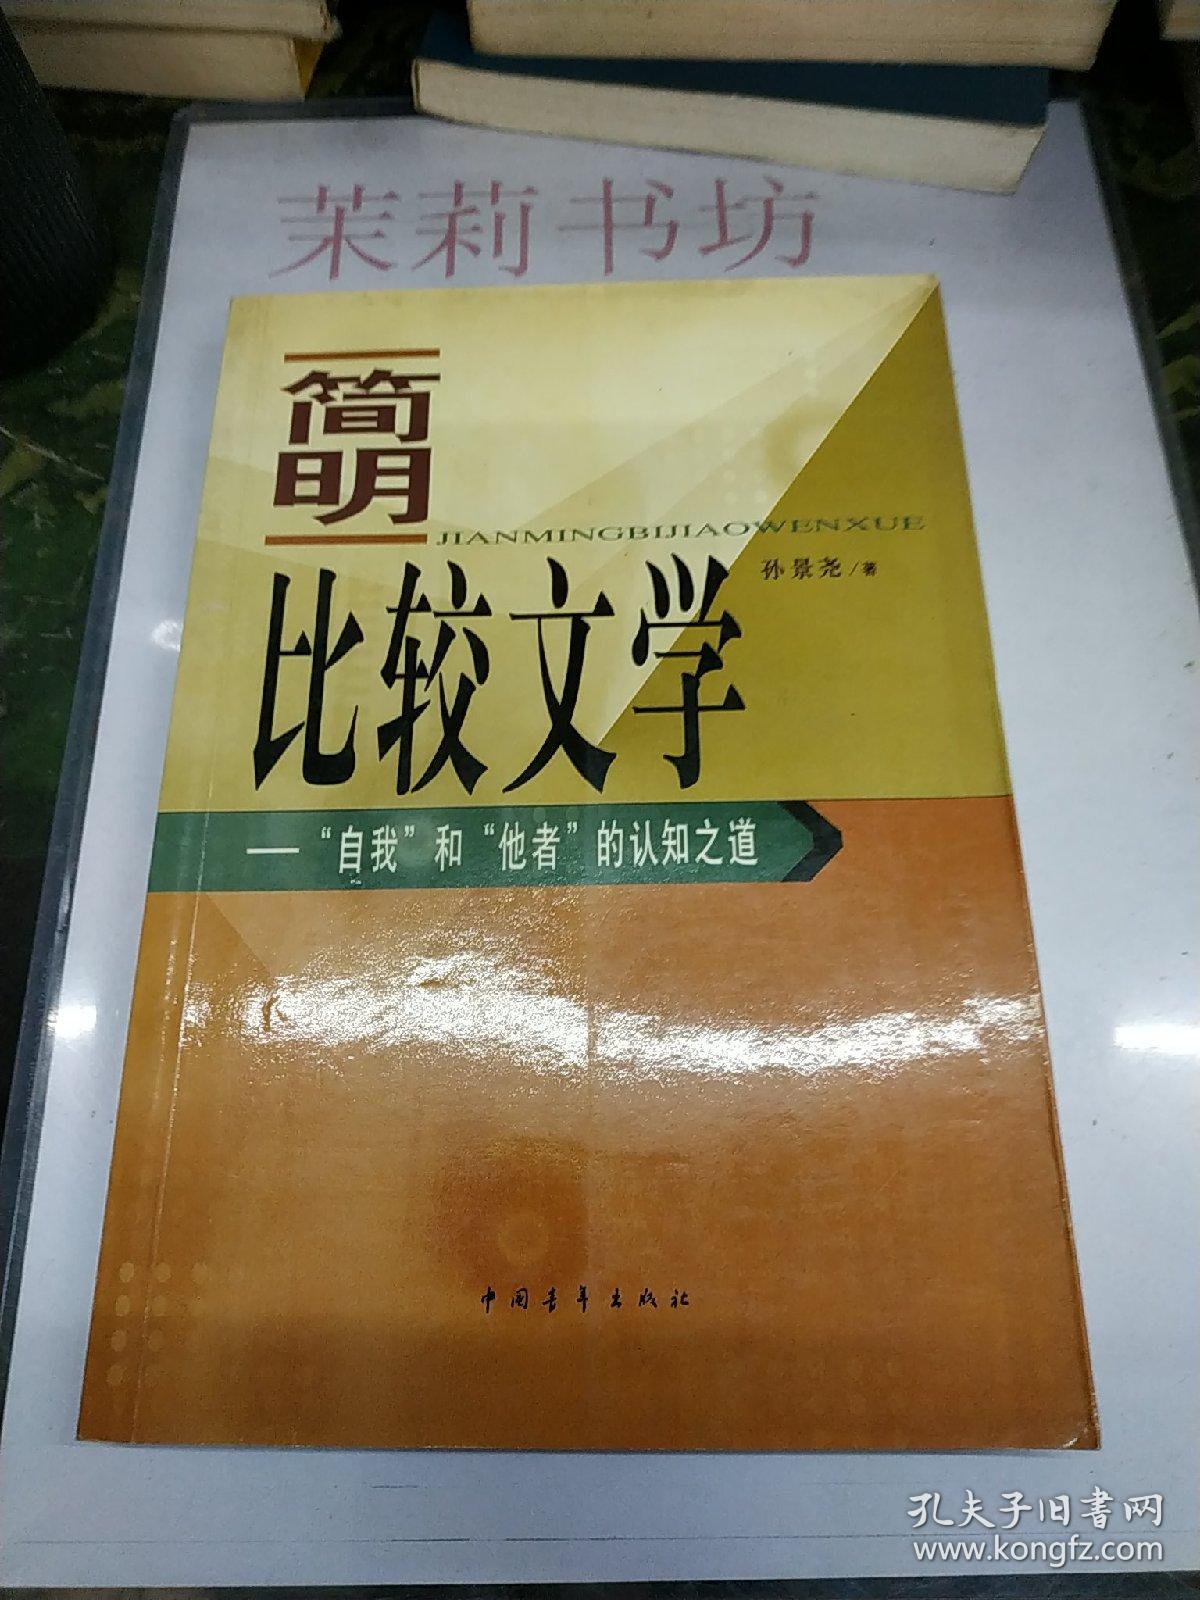 茉莉书坊
简
明
JIANMINGBIJIAOWENXUE
孙景尧/著
比较文学
—“自我”和“他者”的认知之道
中国青年出版社
孔夫子旧书网
www.kongfz.com